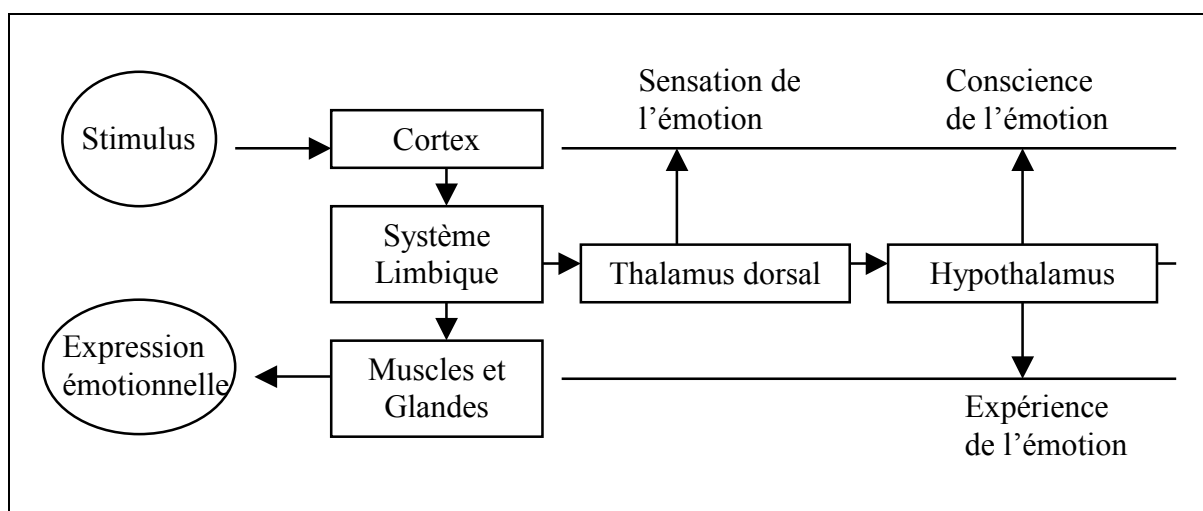 Sensation de
l’émotion
Conscience
de l’émotion
Stimulus
Cortex
Système
Limbique
Thalamus dorsal
Hypothalamus
Expression
émotionnelle
Muscles et
Glandes
Expérience
de l’émotion